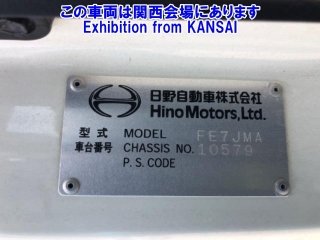 この車両は関西会場にあります
Exhibition from KANSAI
日野自動車株式会社
Hino Motors, Ltd.
型式 MODEL FE7JMA
車台番号 CHASSIS NO. 10579
P. S. CODE